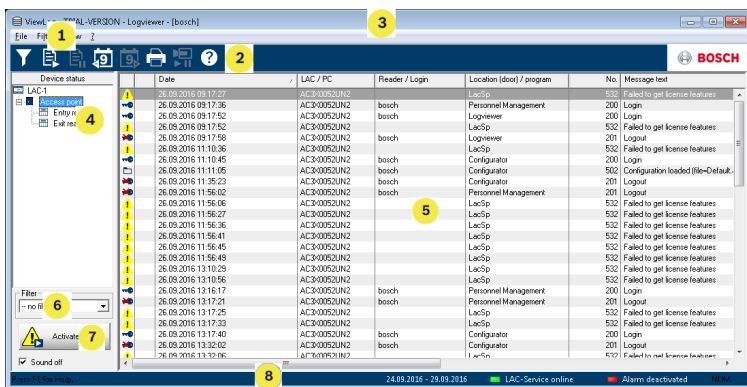 ViewLog - TRIAL-VERSION - Logviewer - [bosch]
3
File
1
?
2
BOSCH
Device status
Date LAC / PC Reader / Login Location (door) / program No. Message text
LAC-1
Access point
Entry
Exit
4
26.09.2016 09:17:27 AC3X0052UN2 LacSp 532 Failed to get license features
26.09.2016 09:17:36 AC3X0052UN2 bosch Personnel Management 200 Login
26.09.2016 09:17:52 AC3X0052UN2 bosch Logviewer 200 Login
26.09.2016 09:17:52 AC3X0052UN2 LacSp 532 Failed to get license features
26.09.2016 09:17:58 AC3X0052UN2 bosch Logviewer 201 Logout
26.09.2016 11:10:36 AC3X0052UN2 LacSp 532 Failed to get license features
26.09.2016 11:10:45 AC3X0052UN2 bosch Configurator 200 Login
26.09.2016 11:11:05 AC3X0052UN2 bosch Configurator 502 Configuration loaded (file=Default.
26.09.2016 11:35:23 AC3X0052UN2 bosch Configurator 201 Logout
26.09.2016 11:56:02 AC3X0052UN2 bosch Personnel Management 201 Logout
26.09.2016 11:56:06 AC3X0052UN2 LacSp 532 Failed to get license features
26.09.2016 11:56:27 AC3X0052UN2 LacSp 532 Failed to get license features
5
26.09.2016 11:56:36 AC3X0052UN2 LacSp 532 Failed to get license features
26.09.2016 11:56:41 AC3X0052UN2 LacSp 532 Failed to get license features
26.09.2016 11:56:45 AC3X0052UN2 LacSp 532 Failed to get license features
26.09.2016 11:56:49 AC3X0052UN2 LacSp 532 Failed to get license features
26.09.2016 13:10:29 AC3X0052UN2 LacSp 532 Failed to get license features
26.09.2016 13:10:56 AC3X0052UN2 LacSp 532 Failed to get license features
26.09.2016 13:16:17 AC3X0052UN2 bosch Personnel Management 200 Login
26.09.2016 13:17:21 AC3X0052UN2 bosch Personnel Management 201 Logout
26.09.2016 13:17:25 AC3X0052UN2 LacSp 532 Failed to get license features
26.09.2016 13:17:33 AC3X0052UN2 LacSp 532 Failed to get license features
26.09.2016 13:17:40 AC3X0052UN2 bosch Configurator 200 Login
26.09.2016 13:32:02 AC3X0052UN2 bosch Configurator 201 Logout
26.09.2016 13:32:06 AC3X0052UN2 LacSp 532 Failed to get license features
Filter
-- no fil
6
Activate
7
Sound off
8
Press F1 for Help. 24.09.2016 - 29.09.2016 LAC-Service online Alarm deactivated NUM